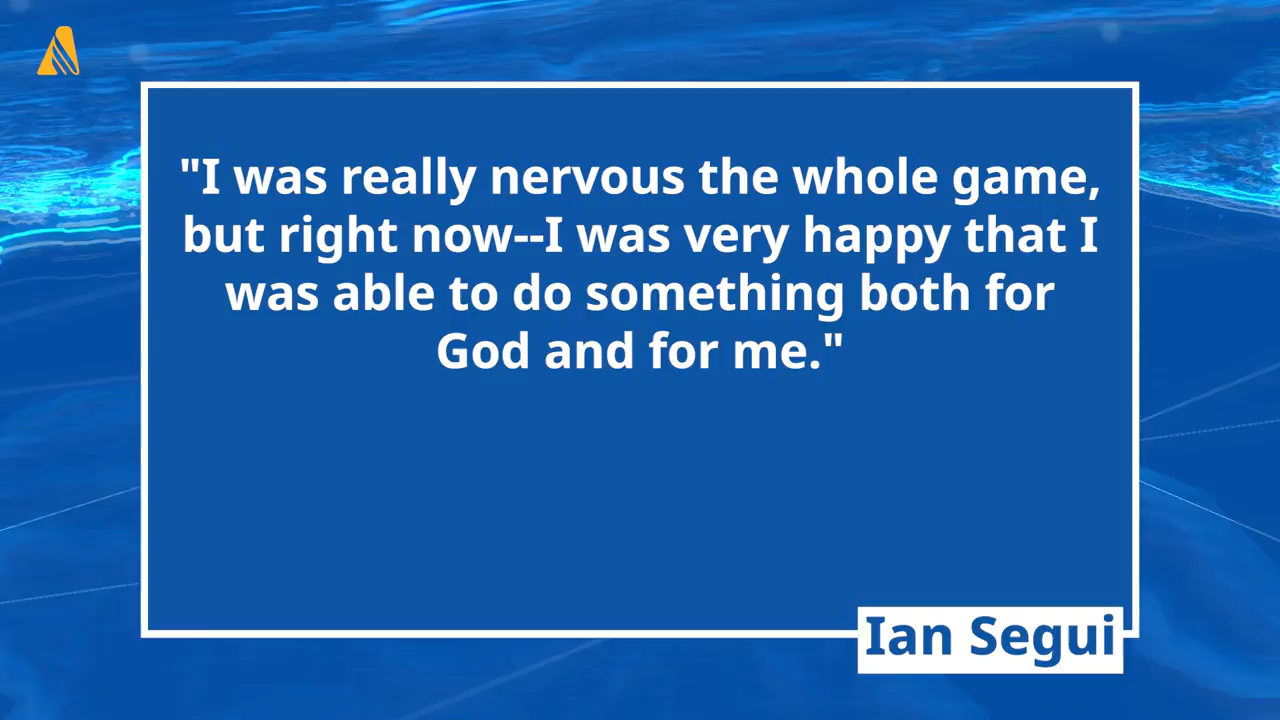 "I was really nervous the whole game,
but right now--I was very happy that I
was able to do something both for
God and for me."
Ian Segui